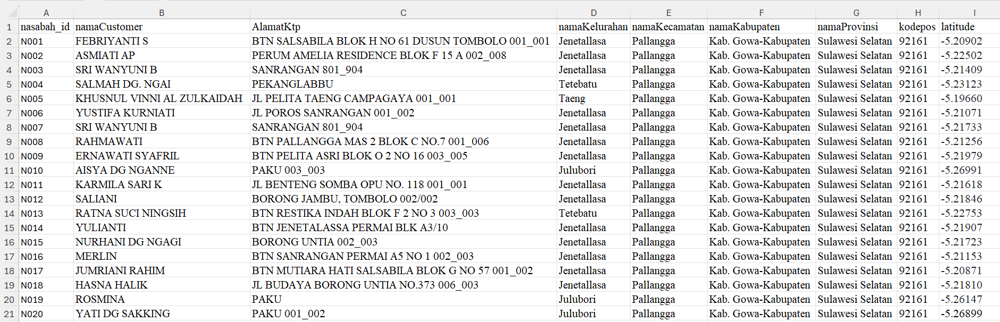 A B C D E F G H I
1 nasabah_id namaCustomer AlamatKtp namaKelurahan namaKecamatan namaKabupaten namaProvinsi kodepos latitude
2 N001 FEBRIYANTI S BTN SALSABILA BLOK H NO 61 DUSUN TOMBOLO 001_001 Jenetallasa Pallangga Kab. Gowa-Kabupaten Sulawesi Selatan 92161 -5.20902
3 N002 ASMIATI AP PERUM AMELIA RESIDENCE BLOK F 15 A 002_008 Jenetallasa Pallangga Kab. Gowa-Kabupaten Sulawesi Selatan 92161 -5.22502
4 N003 SRI WANYUNI B SANRANGAN 801_904 Jenetallasa Pallangga Kab. Gowa-Kabupaten Sulawesi Selatan 92161 -5.21409
5 N004 SALMAH DG. NGAI PEKANGLABBU Tetebatu Pallangga Kab. Gowa-Kabupaten Sulawesi Selatan 92161 -5.23123
6 N005 KHUSNUL VINNI AL ZULKAIDAH JL PELITA TAENG CAMPAGAYA 001_001 Taeng Pallangga Kab. Gowa-Kabupaten Sulawesi Selatan 92161 -5.19660
7 N006 YUSTIFA KURNIATI JL POROS SANRANGAN 001_002 Jenetallasa Pallangga Kab. Gowa-Kabupaten Sulawesi Selatan 92161 -5.21071
8 N007 SRI WANYUNI B SANRANGAN 801_904 Jenetallasa Pallangga Kab. Gowa-Kabupaten Sulawesi Selatan 92161 -5.21733
9 N008 RAHMAWATI BTN PALLANGGA MAS 2 BLOK C NO.7 001_006 Jenetallasa Pallangga Kab. Gowa-Kabupaten Sulawesi Selatan 92161 -5.21256
10 N009 ERNAWATI SYAFRIL BTN PELITA ASRI BLOK O 2 NO 16 003_005 Jenetallasa Pallangga Kab. Gowa-Kabupaten Sulawesi Selatan 92161 -5.21979
11 N010 AISYA DG NGANNE PAKU 003_003 Julubori Pallangga Kab. Gowa-Kabupaten Sulawesi Selatan 92161 -5.26991
12 N011 KARMILA SARI K JL BENTENG SOMBA OPU NO. 118 001_001 Jenetallasa Pallangga Kab. Gowa-Kabupaten Sulawesi Selatan 92161 -5.21618
13 N012 SALIANI BORONG JAMBU, TOMBOLO 002/002 Jenetallasa Pallangga Kab. Gowa-Kabupaten Sulawesi Selatan 92161 -5.21846
14 N013 RATNA SUCI NINGSIH BTN RESTIKA INDAH BLOK F 2 NO 3 003_003 Tetebatu Pallangga Kab. Gowa-Kabupaten Sulawesi Selatan 92161 -5.22753
15 N014 YULIANTI BTN JENETALASSA PERMAI BLK A3/10 Jenetallasa Pallangga Kab. Gowa-Kabupaten Sulawesi Selatan 92161 -5.21907
16 N015 NURHANI DG NGAGI BORONG UNTIA 002_003 Jenetallasa Pallangga Kab. Gowa-Kabupaten Sulawesi Selatan 92161 -5.21723
17 N016 MERLIN BTN SANRANGAN PERMAI A5 NO 1 002_003 Jenetallasa Pallangga Kab. Gowa-Kabupaten Sulawesi Selatan 92161 -5.21153
18 N017 JUMRIANI RAHIM BTN MUTIARA HATI SALSABILA BLOK G NO 57 001_002 Jenetallasa Pallangga Kab. Gowa-Kabupaten Sulawesi Selatan 92161 -5.20871
19 N018 HASNA HALIK JL BUDAYA BORONG UNTIA NO.373 006_003 Jenetallasa Pallangga Kab. Gowa-Kabupaten Sulawesi Selatan 92161 -5.21810
20 N019 ROSMINA PAKU Julubori Pallangga Kab. Gowa-Kabupaten Sulawesi Selatan 92161 -5.26147
21 N020 YATI DG SAKKING PAKU 001_002 Julubori Pallangga Kab. Gowa-Kabupaten Sulawesi Selatan 92161 -5.26899